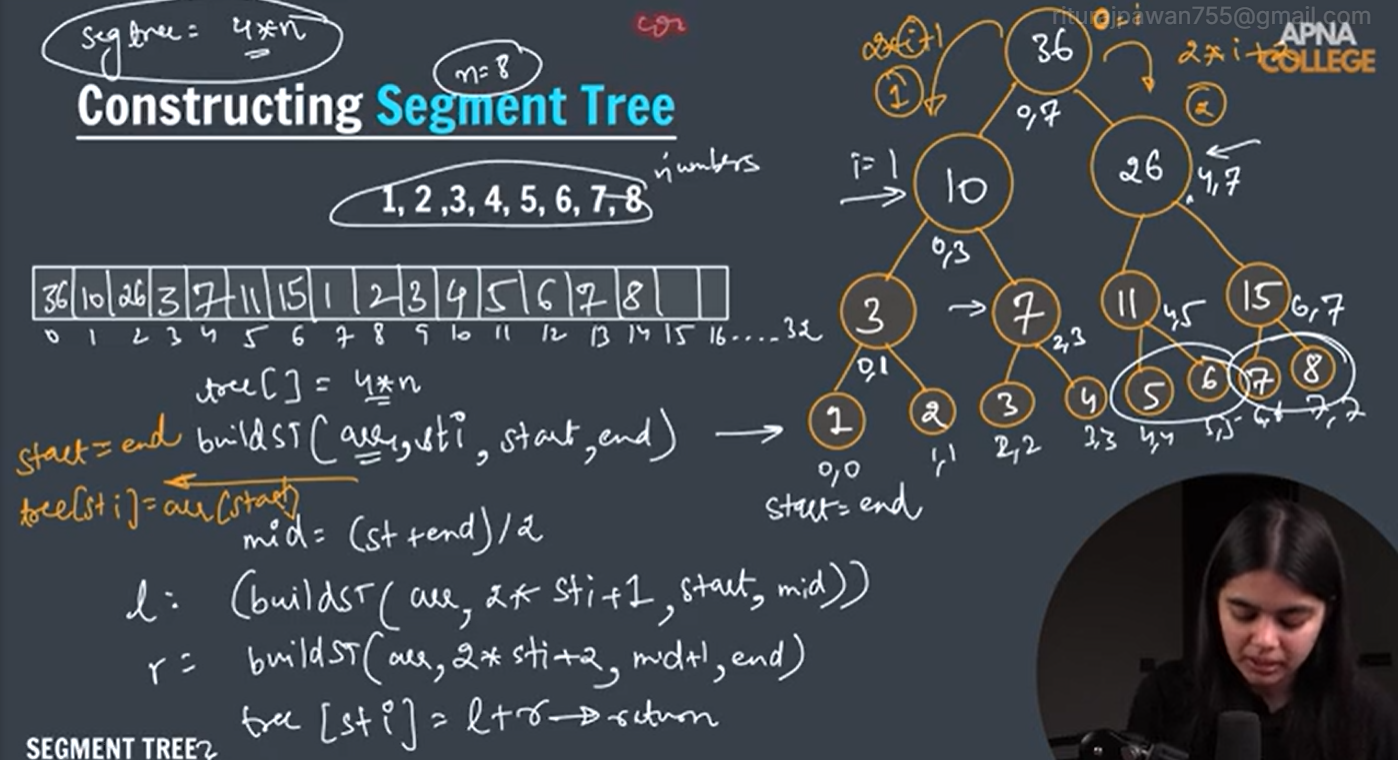 riturajpawan755@gmail.com
APNA
COLLEGE
seg tree = 4*n
n=8
Constructing Segment Tree
numbers
1, 2 ,3, 4, 5, 6, 7, 8
36 10 26 3 7 11 15 1 2 3 4 5 6 7 8
0 1 2 3 4 5 6 7 8 9 10 11 12 13 14 15 16....32
tree[] = 4*n
start=end buildST(arr, sti, start, end)
tree[sti]=arr[start]
mid= (st+end)/2
l: (buildST(arr, 2* sti+1, start, mid))
r= buildST(arr, 2* sti+2, mid+1, end)
tree [sti] = l+r → return
SEGMENT TREE 2
0=i
2*i+1
36
2*i+2
1
2
0,7
i=1
10
26
4,7
0,3
3
7
11
15
0,1
2,3
4,5
6,7
1
2
3
4
5
6
7
8
0,0
1,1
2,2
3,3
4,4
5,5
7,7
start=end